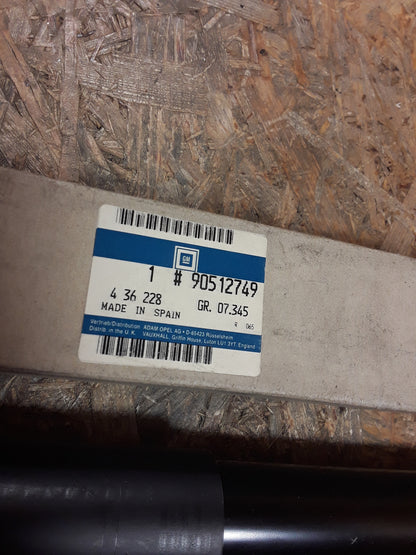 GM
1 # 90512749
4 36 228 GR. 07.345
MADE IN SPAIN R 065
Vertrieb/Distribution ADAM OPEL AG • D-65423 Rüsselsheim
Distrib. in the U. K. VAUXHALL, Griffin House, Luton LU1 3YT, England